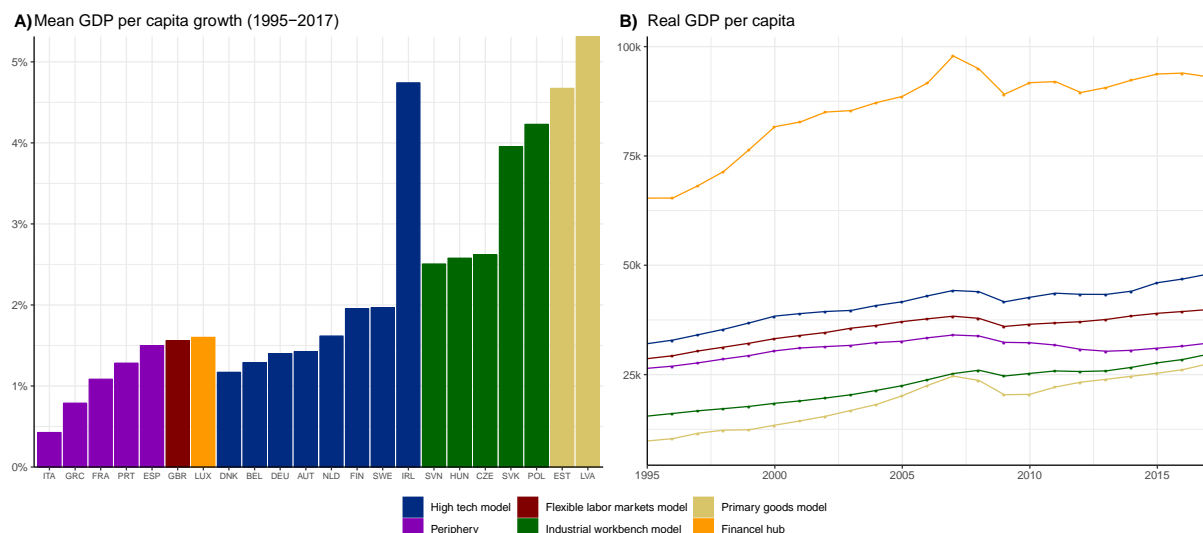 A) Mean GDP per capita growth (1995−2017)
5%
4%
3%
2%
1%
0%
ITA GRC FRA PRT ESP GBR LUX DNK BEL DEU AUT NLD FIN SWE IRL SVN HUN CZE SVK POL EST LVA
B) Real GDP per capita
100k
75k
50k
25k
1995 2000 2005 2010 2015
High tech model Flexible labor markets model Primary goods model
Periphery Industrial workbench model Financel hub